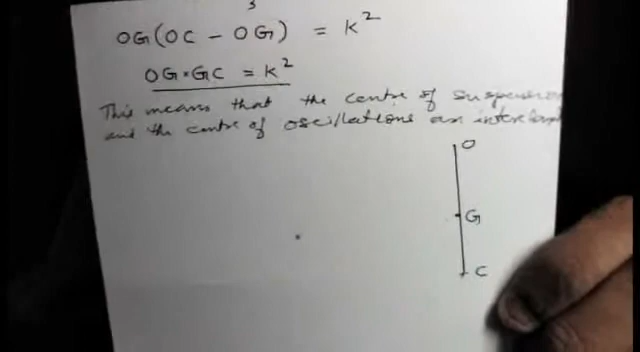 3
OG(OC - OG) = K²
OG·GC = K²
This means that the centre of suspension
and the centre of oscillations are
O
G
C